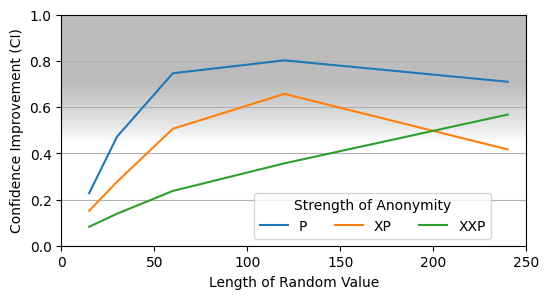 1.0
0.8
0.6
0.4
0.2
0.0
Confidence Improvement (CI)
Strength of Anonymity
P XP XXP
0 50 100 150 200 250
Length of Random Value